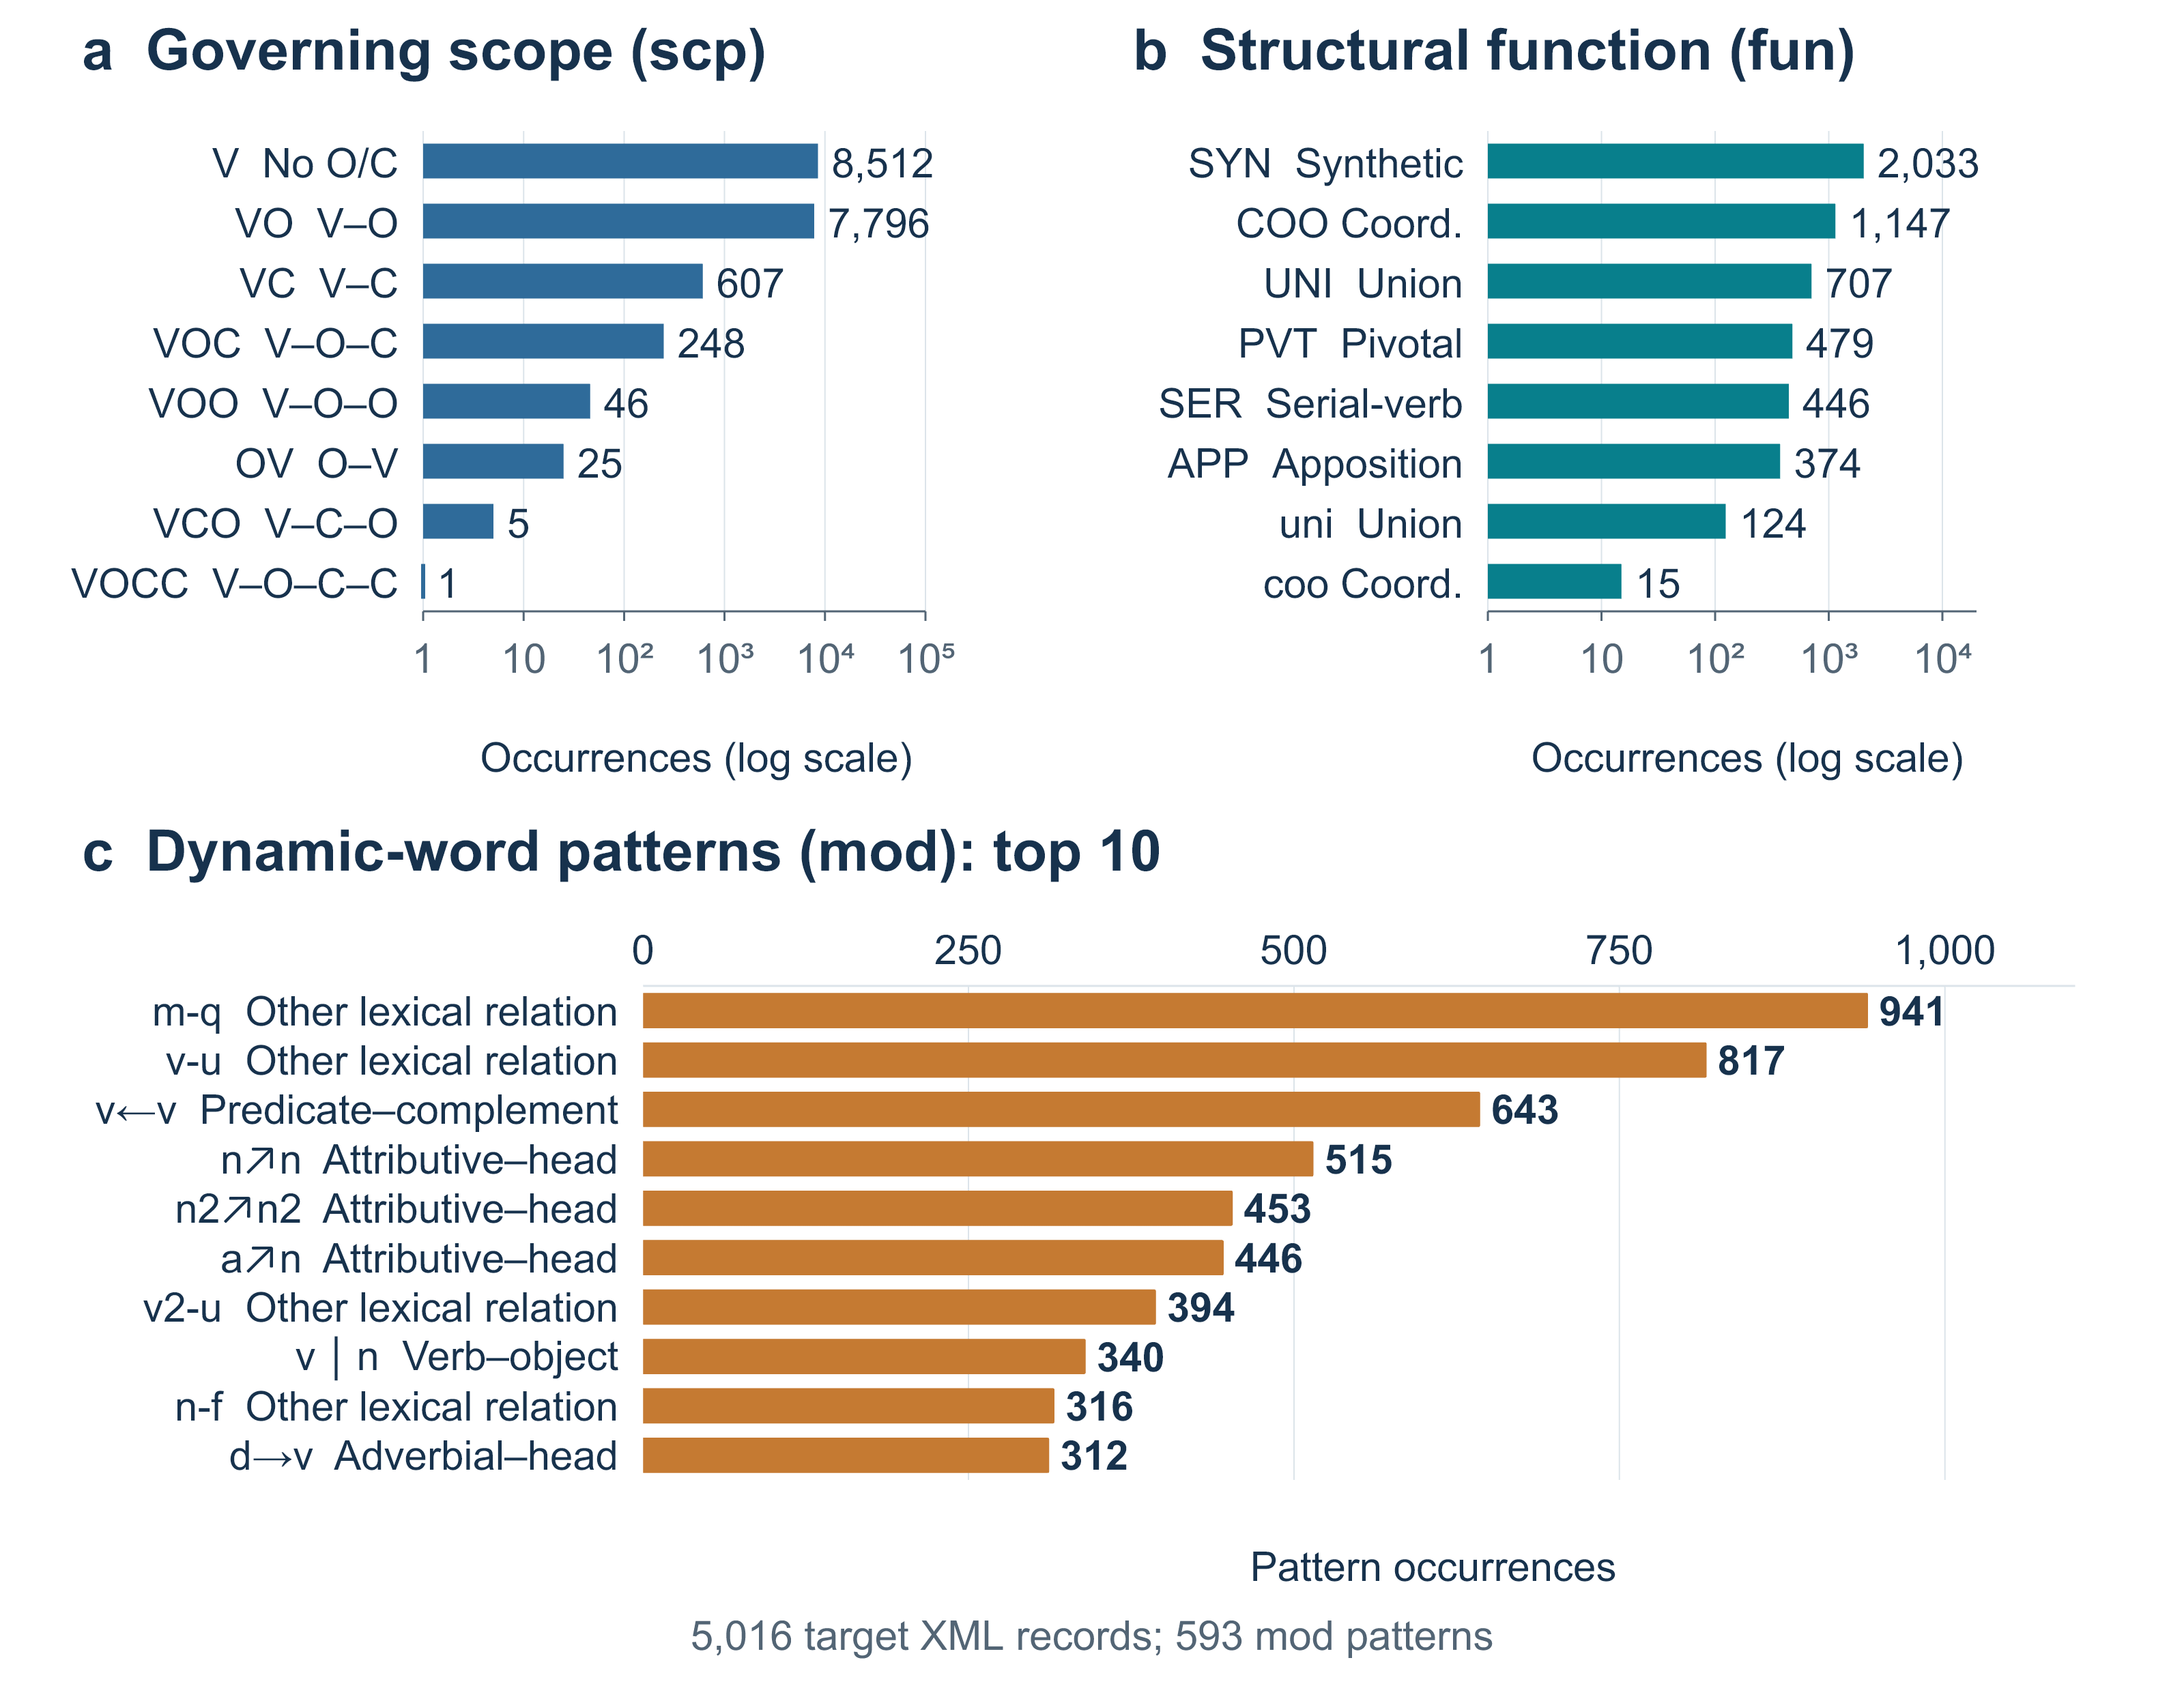 a Governing scope (scp)
V No O/C 8,512
VO V–O 7,796
VC V–C 607
VOC V–O–C 248
VOO V–O–O 46
OV O–V 25
VCO V–C–O 5
VOCC V–O–C–C 1
1 10 10² 10³ 10⁴ 10⁵
Occurrences (log scale)
b Structural function (fun)
SYN Synthetic 2,033
COO Coord. 1,147
UNI Union 707
PVT Pivotal 479
SER Serial-verb 446
APP Apposition 374
uni Union 124
coo Coord. 15
1 10 10² 10³ 10⁴
Occurrences (log scale)
c Dynamic-word patterns (mod): top 10
0 250 500 750 1,000
m-q Other lexical relation 941
v-u Other lexical relation 817
v←v Predicate–complement 643
n↗n Attributive–head 515
n2↗n2 Attributive–head 453
a↗n Attributive–head 446
v2-u Other lexical relation 394
v | n Verb–object 340
n-f Other lexical relation 316
d→v Adverbial–head 312
Pattern occurrences
5,016 target XML records; 593 mod patterns